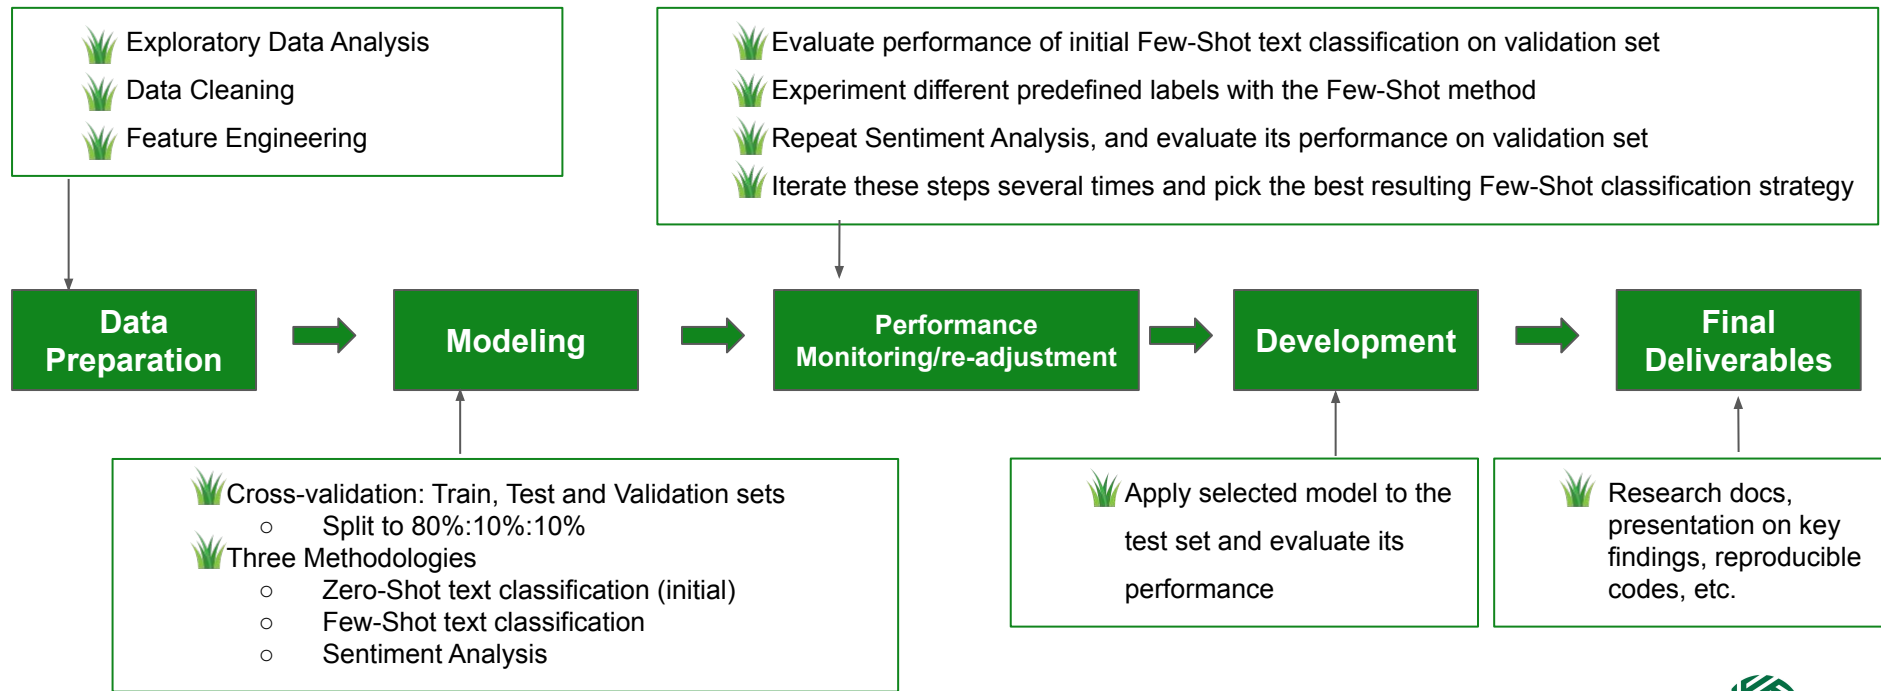 Exploratory Data Analysis
Data Cleaning
Feature Engineering
Evaluate performance of initial Few-Shot text classification on validation set
Experiment different predefined labels with the Few-Shot method
Repeat Sentiment Analysis, and evaluate its performance on validation set
Iterate these steps several times and pick the best resulting Few-Shot classification strategy
Data
Preparation
Modeling
Performance
Monitoring/re-adjustment
Development
Final
Deliverables
Cross-validation: Train, Test and Validation sets
○ Split to 80%:10%:10%
Three Methodologies
○ Zero-Shot text classification (initial)
○ Few-Shot text classification
○ Sentiment Analysis
Apply selected model to the
test set and evaluate its
performance
Research docs,
presentation on key
findings, reproducible
codes, etc.